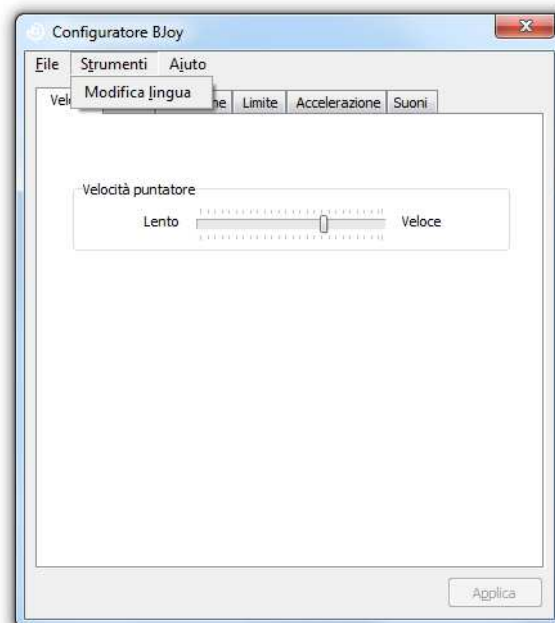 Configuratore BJoy
File Strumenti Aiuto
Modifica lingua
Limite Accelerazione Suoni
Velocità puntatore
Lento Veloce
Applica